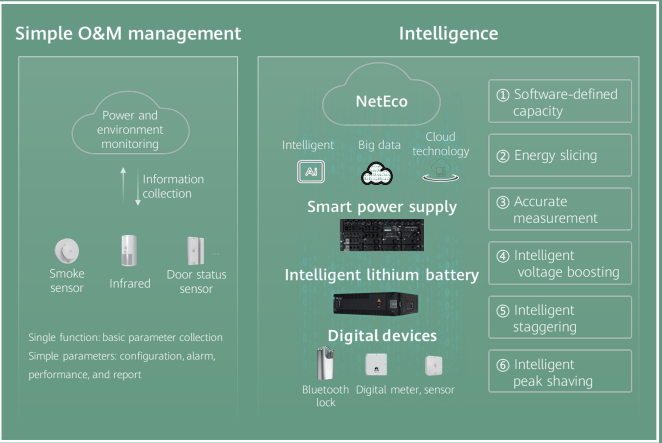 Simple O&M management
Power and
environment
monitoring
Information
collection
Smoke
sensor
Infrared
Door status
sensor
......
Single function: basic parameter collection
Simple parameters: configuration, alarm,
performance, and report
Intelligence
NetEco
Intelligent
Big data
Cloud
technology
AI
Smart power supply
Intelligent lithium battery
Digital devices
Bluetooth
lock
Digital meter, sensor
① Software-defined
capacity
② Energy slicing
③ Accurate
measurement
④ Intelligent
voltage boosting
⑤ Intelligent
staggering
⑥ Intelligent
peak shaving